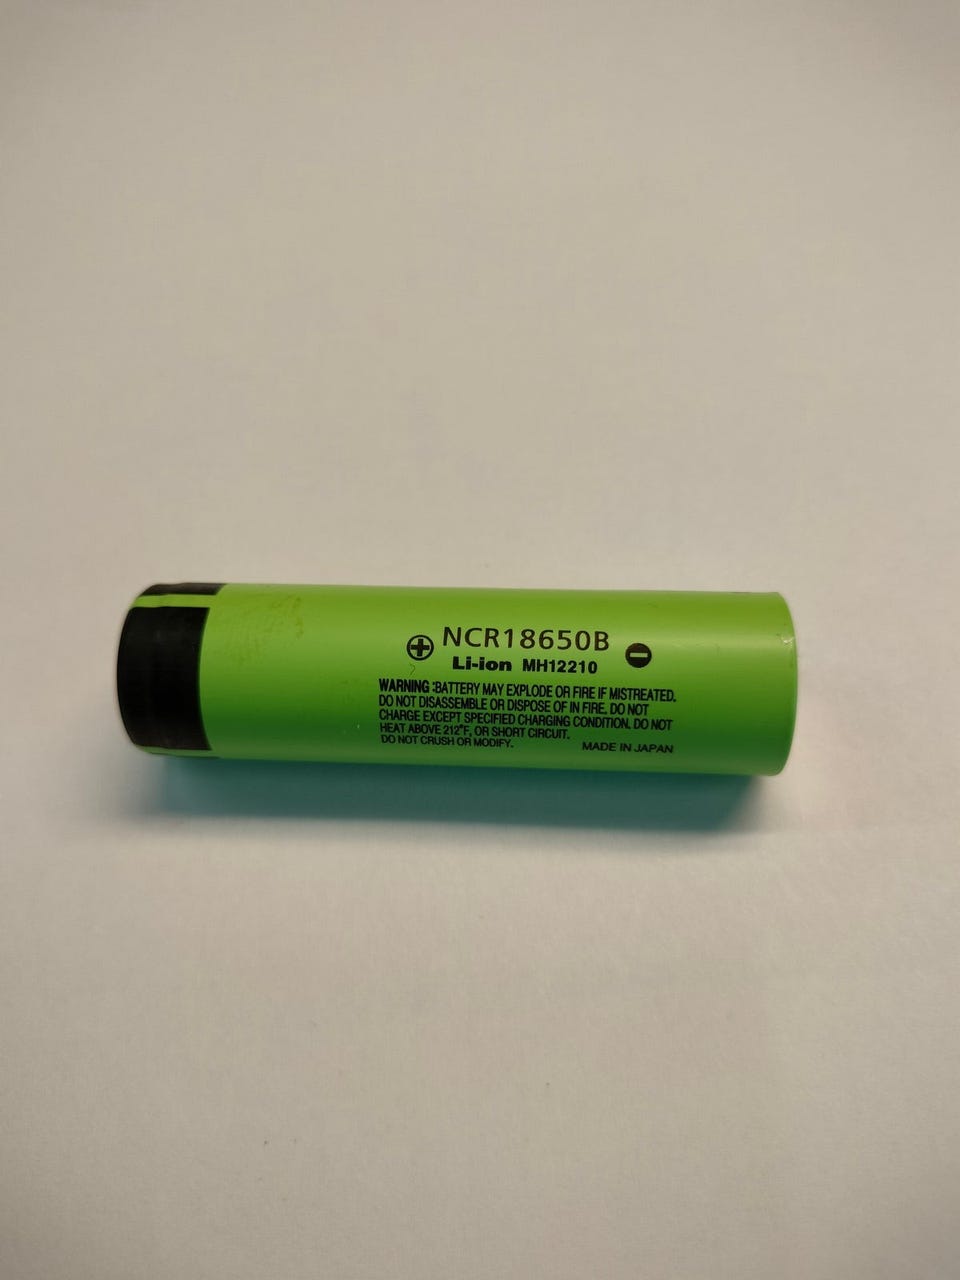 ⊕ NCR18650B ⊖
Li-ion MH12210
WARNING :BATTERY MAY EXPLODE OR FIRE IF MISTREATED.
DO NOT DISASSEMBLE OR DISPOSE OF IN FIRE. DO NOT
CHARGE EXCEPT SPECIFIED CHARGING CONDITION. DO NOT
HEAT ABOVE 212°F, OR SHORT CIRCUIT.
DO NOT CRUSH OR MODIFY. MADE IN JAPAN